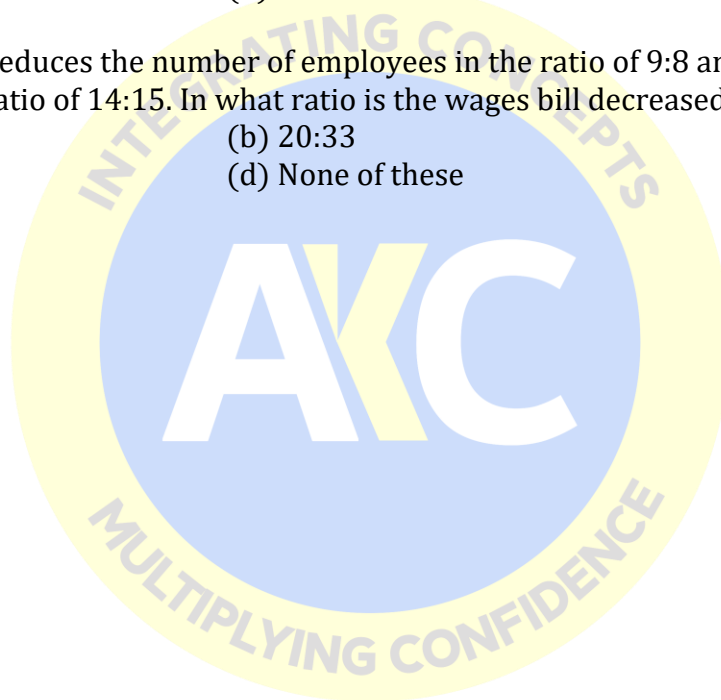 educes the number of employees in the ratio of 9:8 an
atio of 14:15. In what ratio is the wages bill decreased
(b) 20:33
(d) None of these
INTEGRATING CONCEPTS
AKC
MULTIPLYING CONFIDENCE